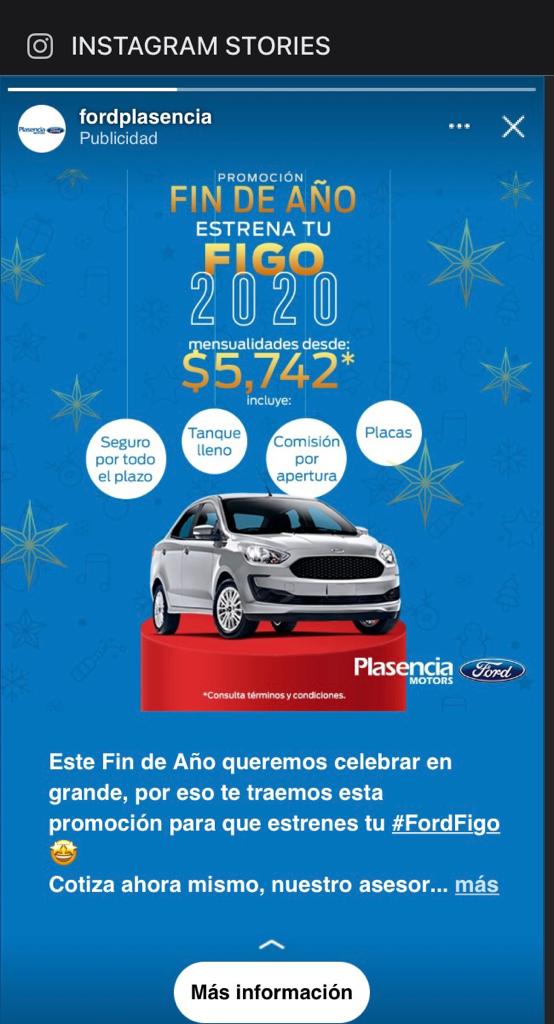 INSTAGRAM STORIES
fordplasencia
Publicidad
PROMOCIÓN
FIN DE AÑO
ESTRENA TU
FIGO
2020
mensualidades desde:
$5,742*
incluye:
Seguro
por todo
el plazo
Tanque
lleno
Comisión
por
apertura
Placas
Plasencia
MOTORS
Ford
*Consulta términos y condiciones.
Este Fin de Año queremos celebrar en
grande, por eso te traemos esta
promoción para que estrenes tu #FordFigo
🤩
Cotiza ahora mismo, nuestro asesor... más
Más información